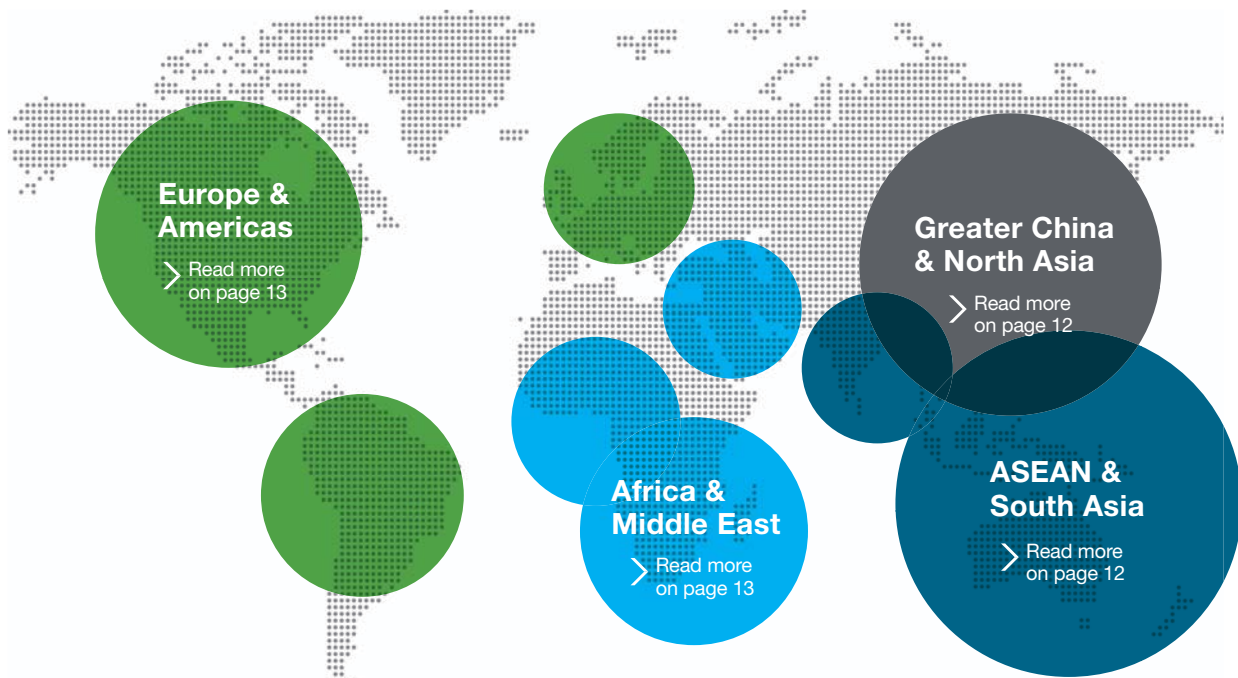 Europe &
Americas
Read more
on page 13
Greater China
& North Asia
Read more
on page 12
Africa &
Middle East
Read more
on page 13
ASEAN &
South Asia
Read more
on page 12